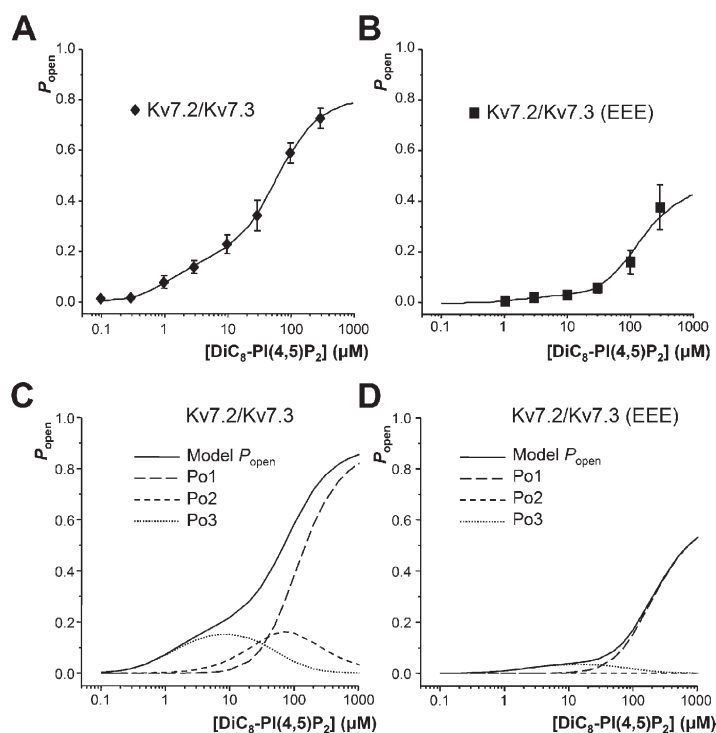 A
P open
1.0
0.8
0.6
0.4
0.2
0.0
Kv7.2/Kv7.3
0.1 1 10 100 1000
[DiC8-PI(4,5)P2] (µM)
B
P open
1.0
0.8
0.6
0.4
0.2
0.0
Kv7.2/Kv7.3 (EEE)
0.1 1 10 100 1000
[DiC8-PI(4,5)P2] (µM)
C
Kv7.2/Kv7.3
P open
1.0
0.8
0.6
0.4
0.2
0.0
Model P open
Po1
Po2
Po3
0.1 1 10 100 1000
[DiC8-PI(4,5)P2] (µM)
D
Kv7.2/Kv7.3 (EEE)
P open
1.0
0.8
0.6
0.4
0.2
0.0
Model P open
Po1
Po2
Po3
0.1 1 10 100 1000
[DiC8-PI(4,5)P2] (µM)